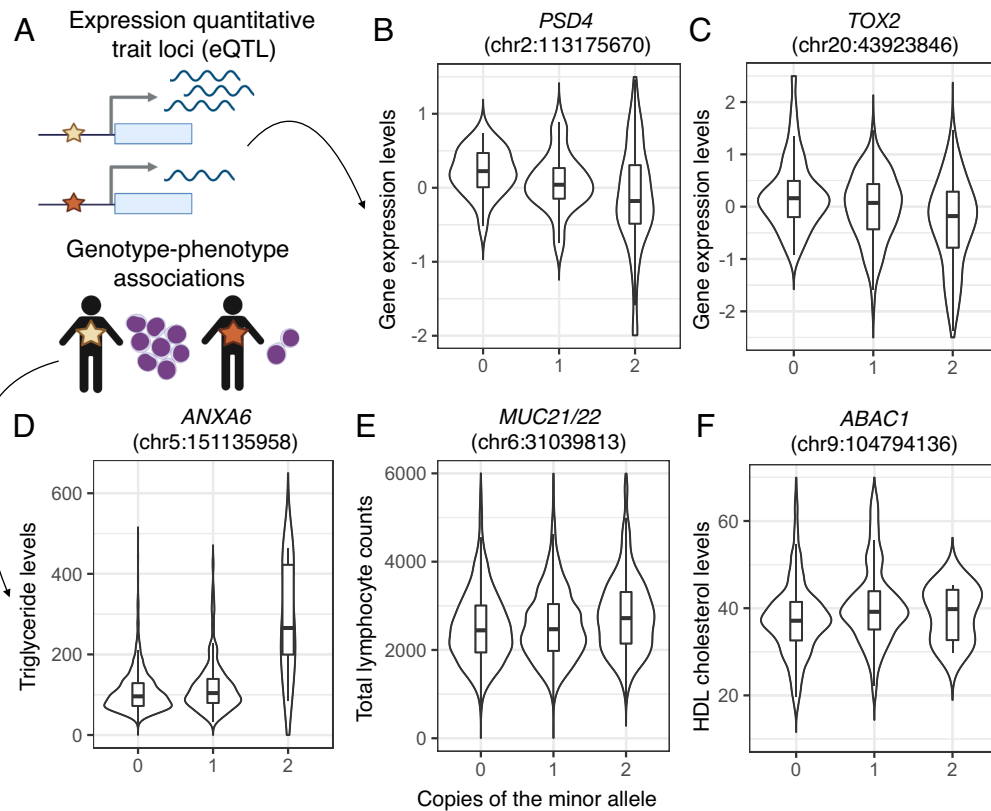 A
Expression quantitative
trait loci (eQTL)
Genotype-phenotype
associations
B
PSD4
(chr2:113175670)
Gene expression levels
1
0
-1
-2
0 1 2
C
TOX2
(chr20:43923846)
Gene expression levels
2
1
0
-1
-2
0 1 2
D
ANXA6
(chr5:151135958)
Triglyceride levels
600
400
200
0
0 1 2
E
MUC21/22
(chr6:31039813)
Total lymphocyte counts
6000
4000
2000
0
0 1 2
Copies of the minor allele
F
ABAC1
(chr9:104794136)
HDL cholesterol levels
60
40
20
0 1 2